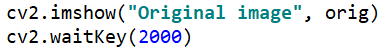 cv2.imshow("Original image", orig)
cv2.waitKey(2000)